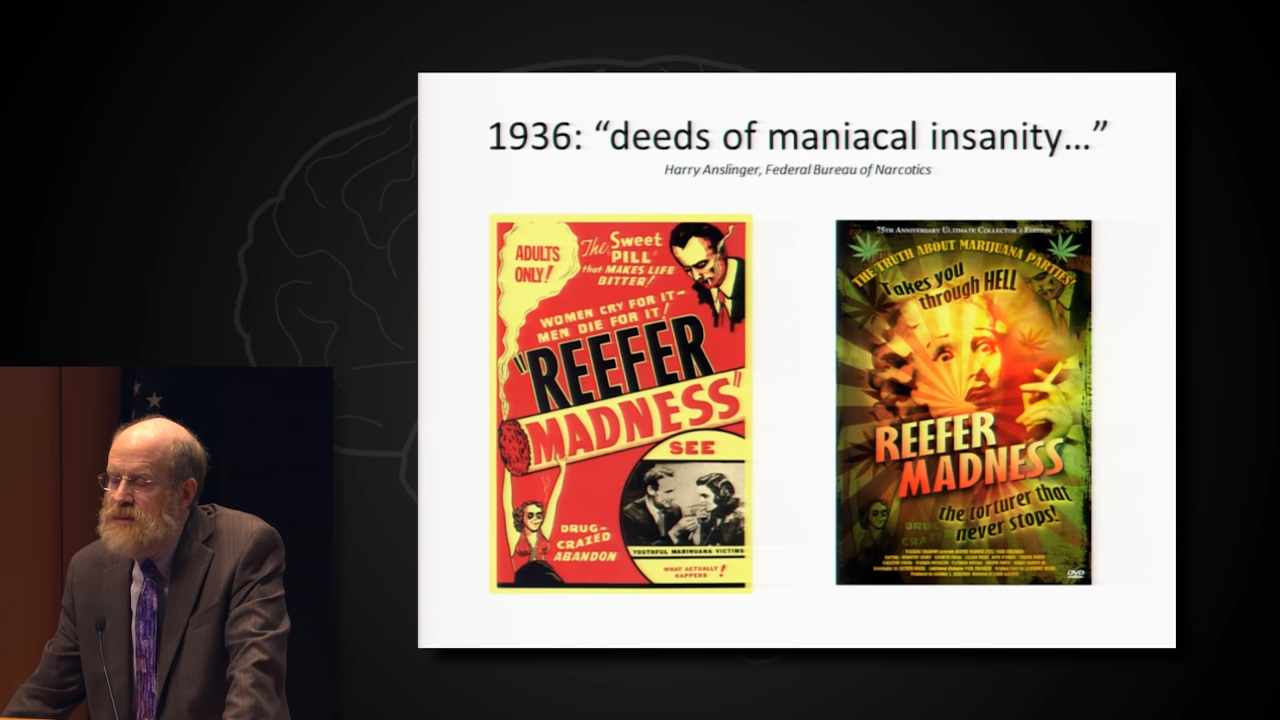 1936: “deeds of maniacal insanity…”
Harry Anslinger, Federal Bureau of Narcotics
ADULTS
ONLY!
The Sweet
PILL
that MAKES LIFE
BITTER!
WOMEN CRY FOR IT—
MEN DIE FOR IT!
"REEFER
MADNESS"
SEE
DRUG-
CRAZED
ABANDON
YOUTHFUL MARIHUANA VICTIMS
WHAT ACTUALLY
HAPPENS!
75TH ANNIVERSARY ULTIMATE COLLECTOR'S EDITION
THE TRUTH ABOUT MARIJUANA PARTIES!
Takes you
through HELL
REEFER
MADNESS
the torturer that
never stops!
DRUG
DVD